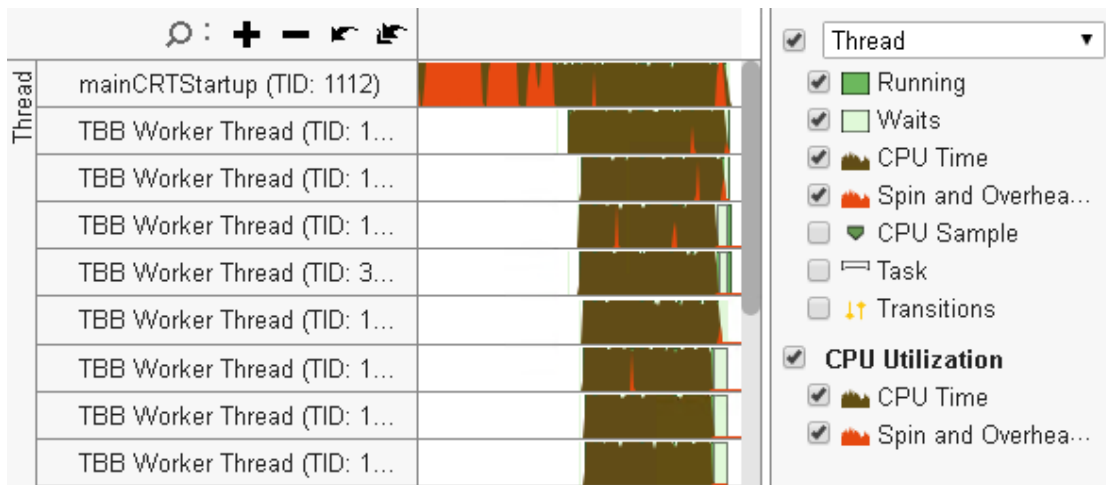 Thread
mainCRTStartup (TID: 1112)
TBB Worker Thread (TID: 1...
TBB Worker Thread (TID: 1...
TBB Worker Thread (TID: 1...
TBB Worker Thread (TID: 3...
TBB Worker Thread (TID: 1...
TBB Worker Thread (TID: 1...
TBB Worker Thread (TID: 1...
TBB Worker Thread (TID: 1...
Thread
Running
Waits
CPU Time
Spin and Overhea...
CPU Sample
Task
Transitions
CPU Utilization
CPU Time
Spin and Overhea...